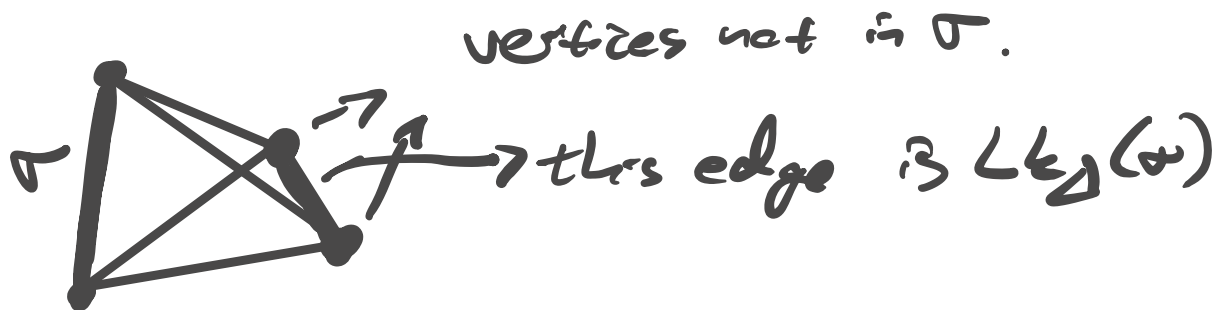 vertices not in σ.
σ
this edge is Lk_Δ(σ)